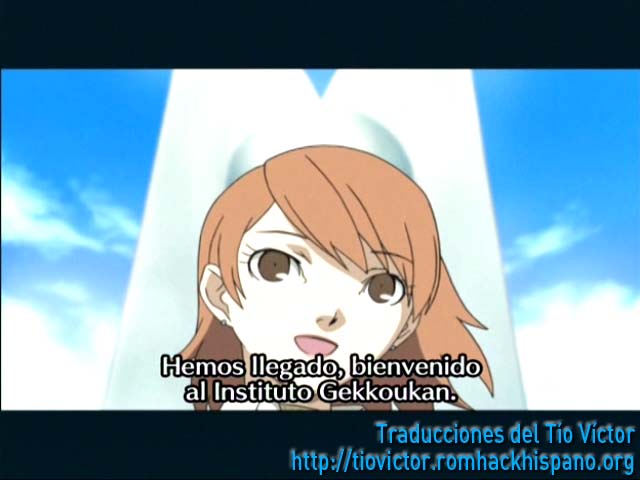 Hemos llegado, bienvenido
al Instituto Gekkoukan.
Traducciones del Tío Víctor
http://tiovictor.romhackhispano.org